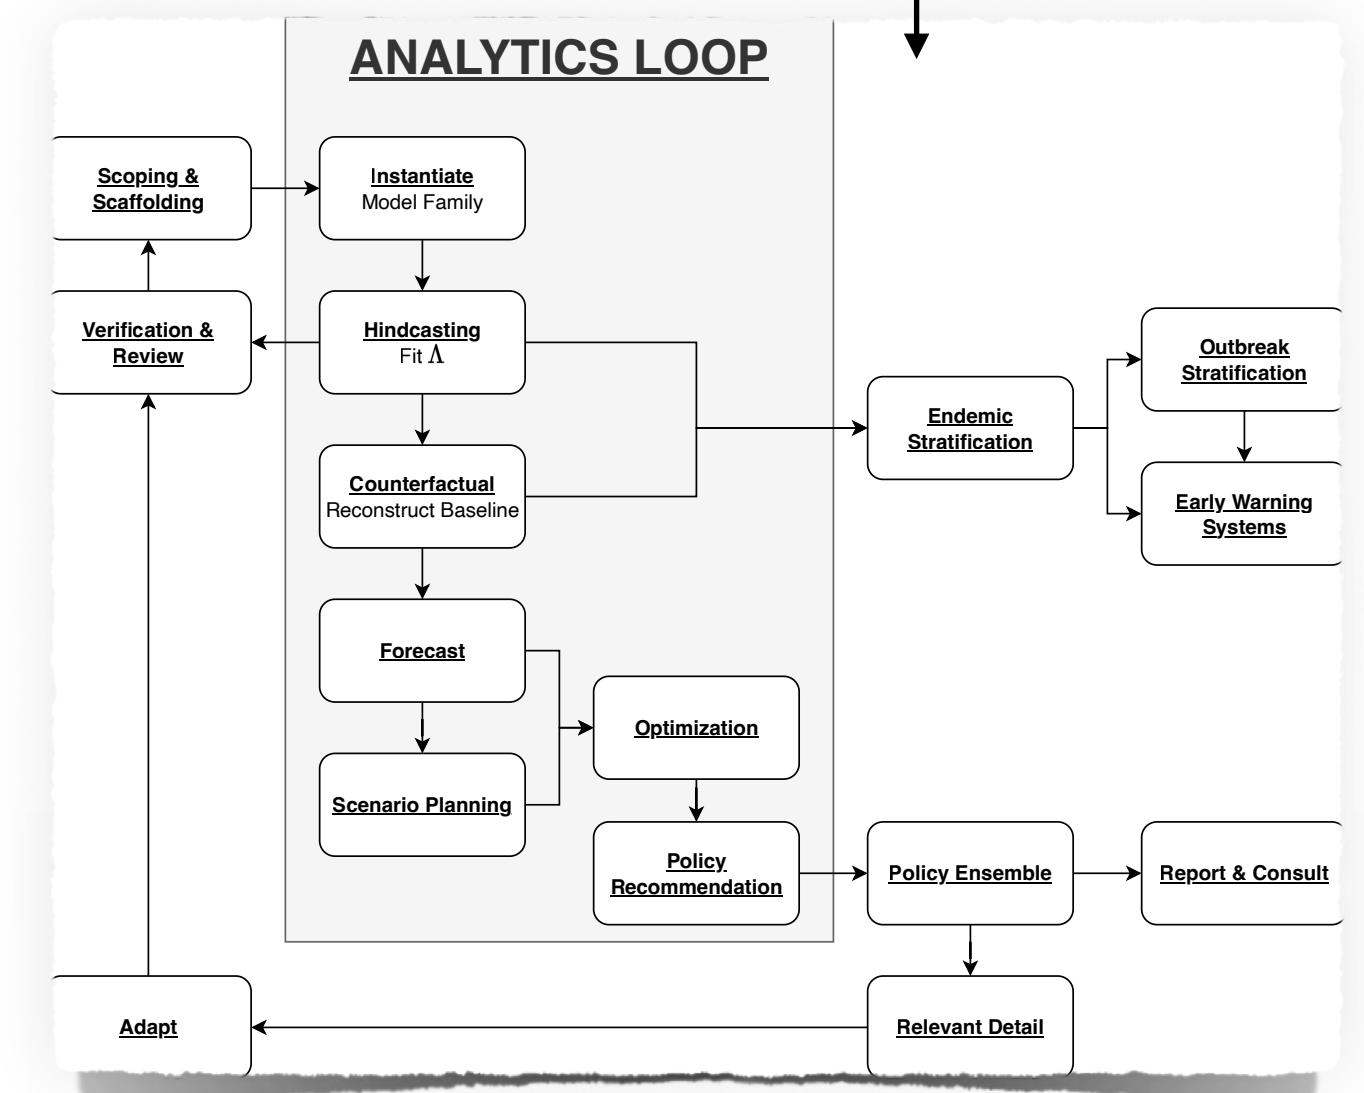 ANALYTICS LOOP
Scoping &
Scaffolding
Instantiate
Model Family
Verification &
Review
Hindcasting
Fit Λ
Outbreak
Stratification
Endemic
Stratification
Counterfactual
Reconstruct Baseline
Early Warning
Systems
Forecast
Optimization
Scenario Planning
Policy
Recommendation
Policy Ensemble
Report & Consult
Adapt
Relevant Detail